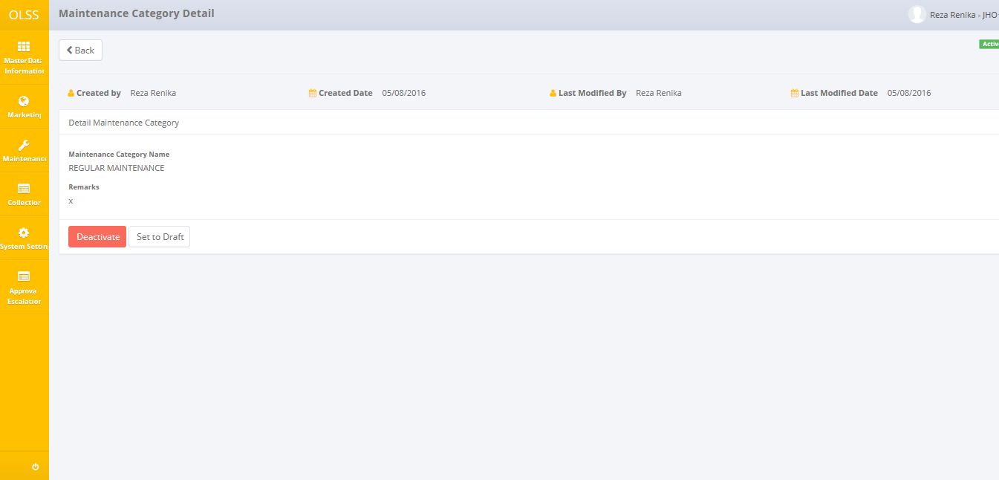 OLSS
Maintenance Category Detail
Reza Renika - JHO
Back
Activ
Master Data
Information
Marketing
Maintenance
Collection
System Setting
Approva
Escalation
Created by Reza Renika
Created Date 05/08/2016
Last Modified By Reza Renika
Last Modified Date 05/08/2016
Detail Maintenance Category
Maintenance Category Name
REGULAR MAINTENANCE
Remarks
x
Deactivate
Set to Draft